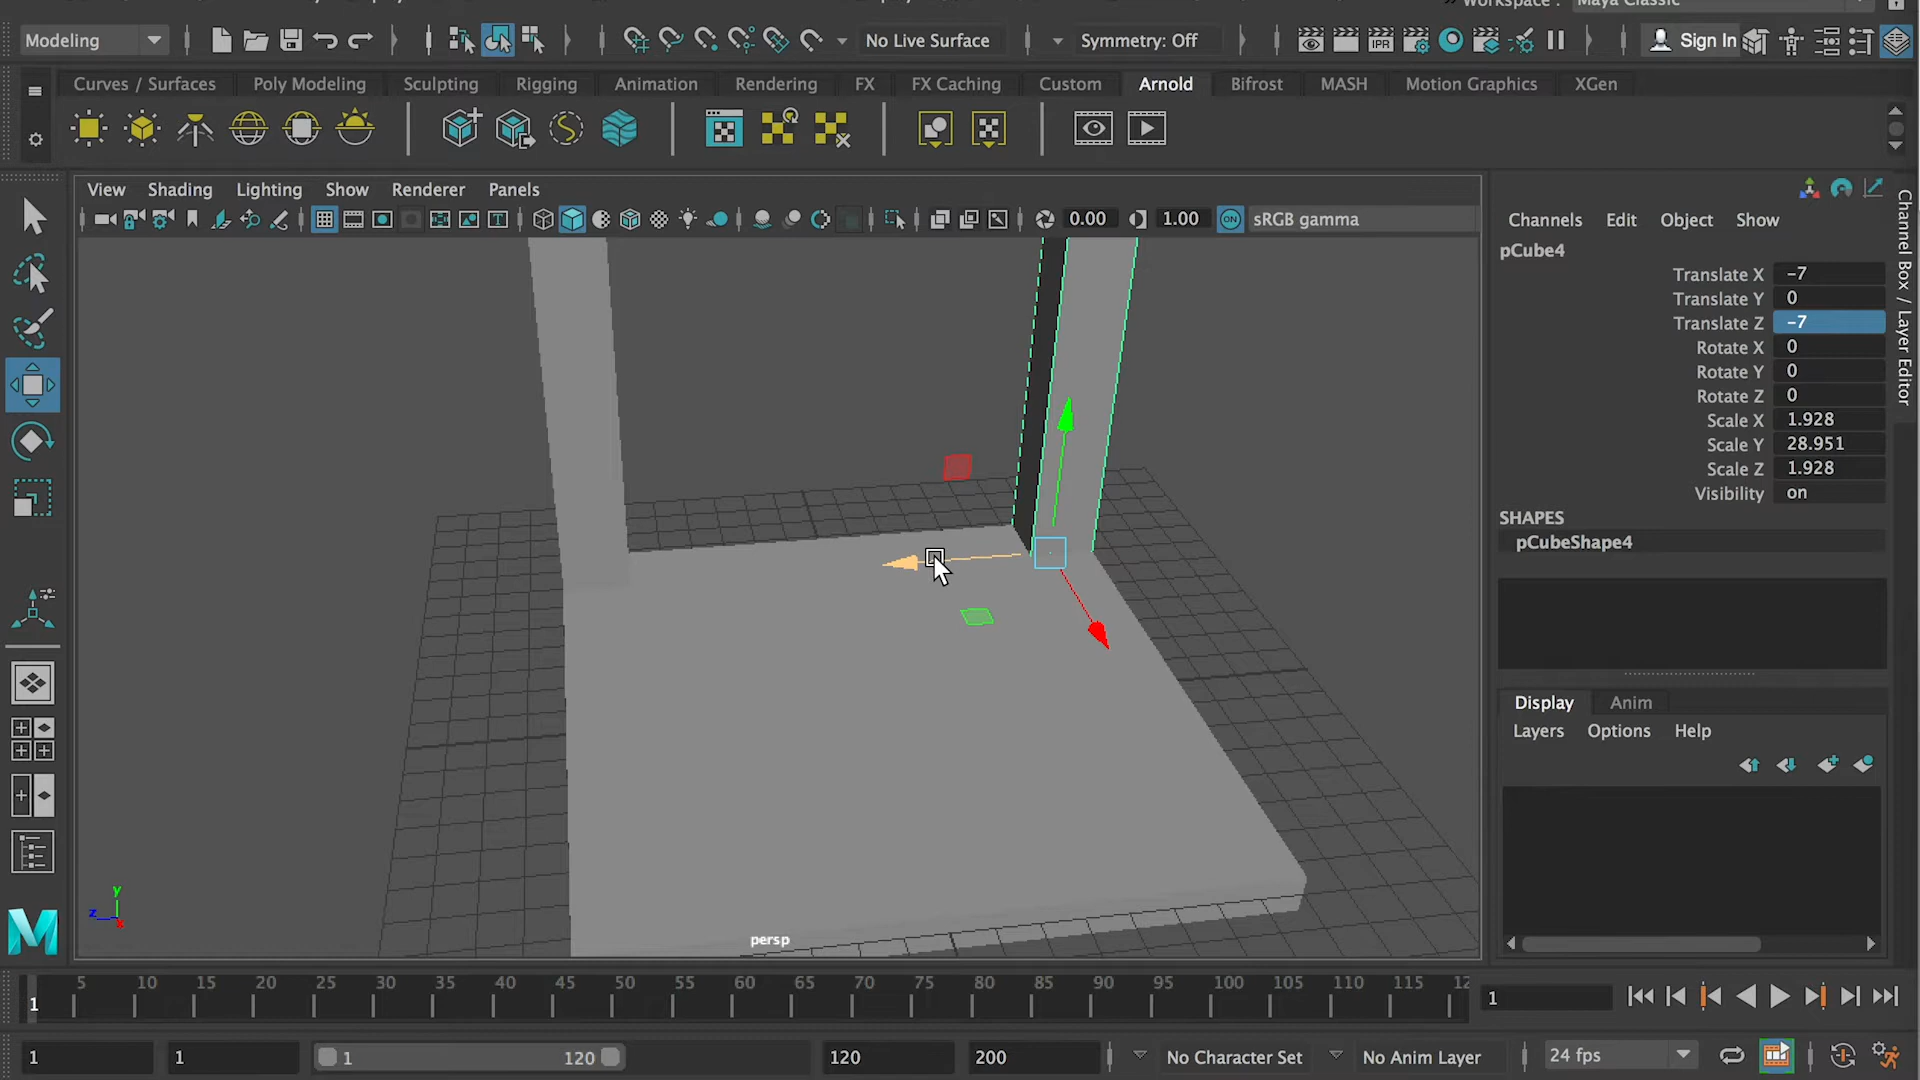 Workspace : Maya Classic
Modeling No Live Surface Symmetry: Off Sign In
Curves / Surfaces Poly Modeling Sculpting Rigging Animation Rendering FX FX Caching Custom Arnold Bifrost MASH Motion Graphics XGen
View Shading Lighting Show Renderer Panels
0.00 1.00 ON sRGB gamma
Channels Edit Object Show
pCube4
Translate X -7
Translate Y 0
Translate Z -7
Rotate X 0
Rotate Y 0
Rotate Z 0
Scale X 1.928
Scale Y 28.951
Scale Z 1.928
Visibility on
SHAPES
pCubeShape4
Channel Box / Layer Editor
Display Anim
Layers Options Help
y
z
x
persp
5 10 15 20 25 30 35 40 45 50 55 60 65 70 75 80 85 90 95 100 105 110 115 12
1
1
1 1 1 120 120 200 No Character Set No Anim Layer 24 fps
IPR
M